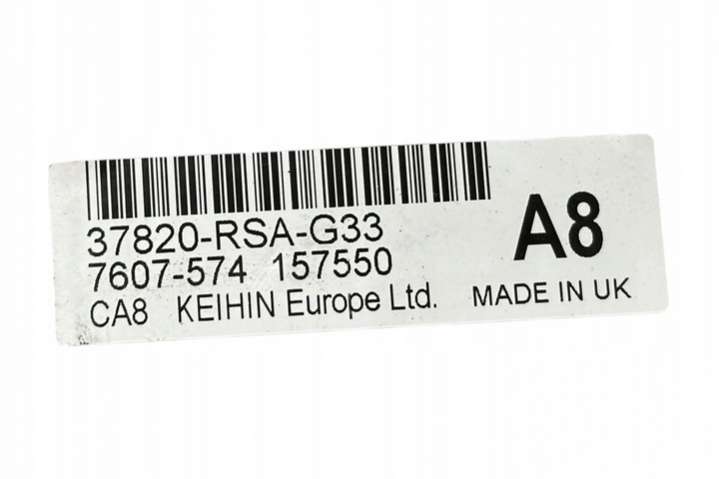 37820-RSA-G33
7607-574 157550
CA8 KEIHIN Europe Ltd.
A8
MADE IN UK